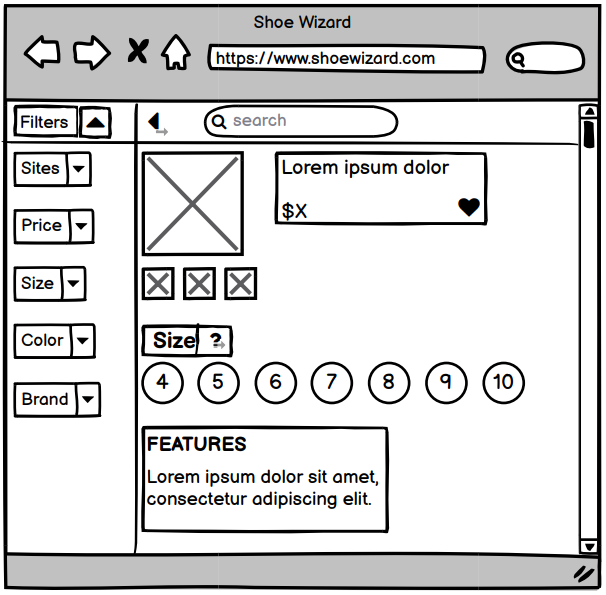 Shoe Wizard
https://www.shoewizard.com
Filters
search
Sites
Price
Size
Color
Brand
Lorem ipsum dolor
$X
Size ?
4 5 6 7 8 9 10
FEATURES
Lorem ipsum dolor sit amet,
consectetur adipiscing elit.